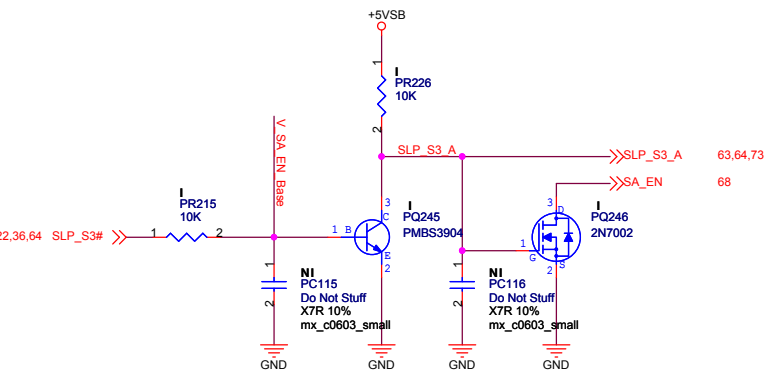 +5VSB
1
I
PR226
10K
2
V_SA_EN_Base
SLP_S3_A
SLP_S3_A 63,64,73
SA_EN 68
I
PR215
10K
22,36,64 SLP_S3#
1
2
3
C
1 B
E
2
I
PQ245
PMBS3904
3
D
1
G
S
2
I
PQ246
2N7002
1
2
NI
PC115
Do Not Stuff
X7R 10%
mx_c0603_small
1
2
NI
PC116
Do Not Stuff
X7R 10%
mx_c0603_small
GND
GND
GND
GND